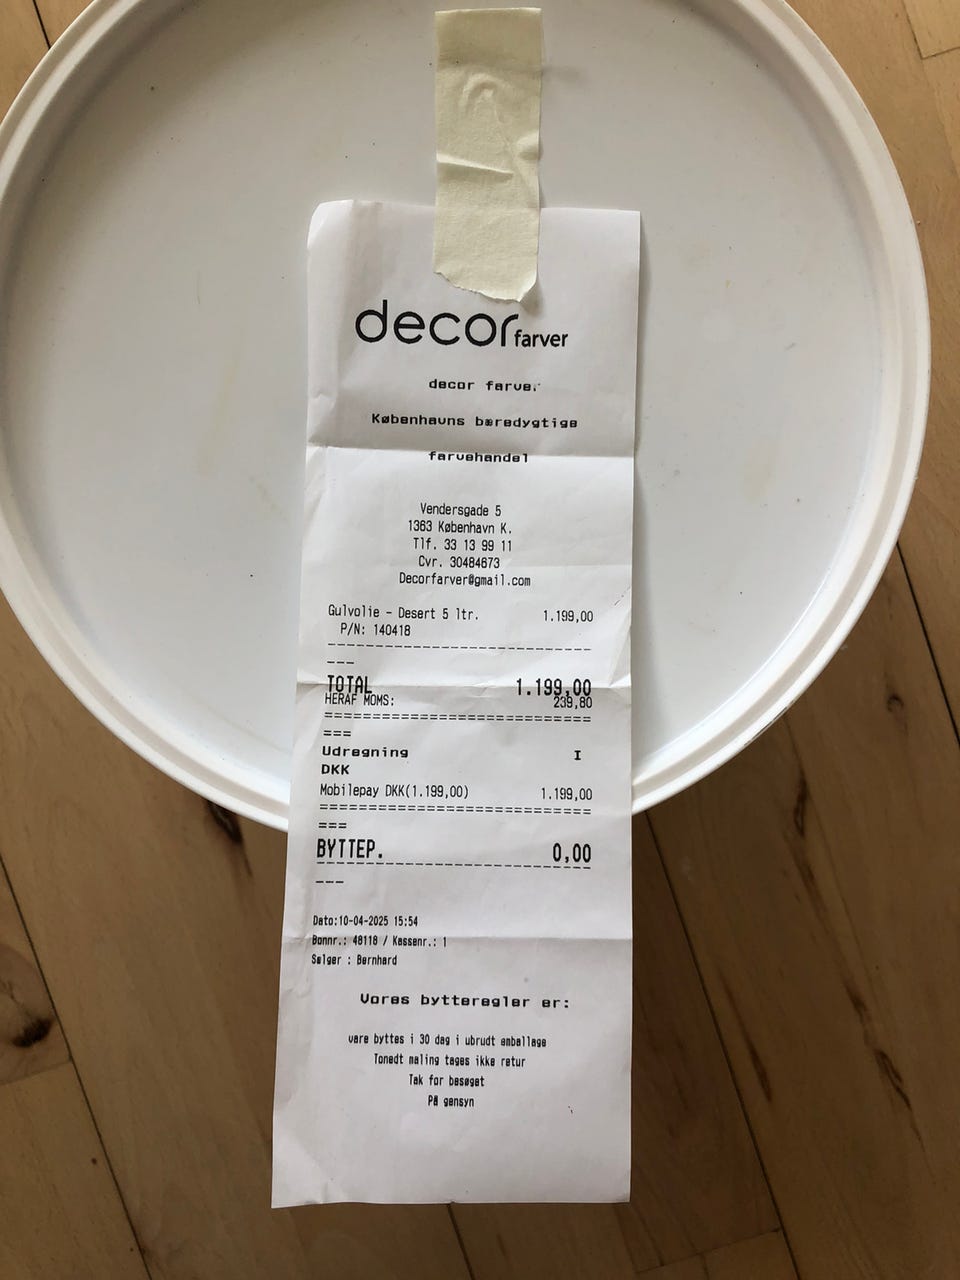 decor farver
decor farver
Københavns bæredygtige
farvehandel
Vendersgade 5
1363 København K.
Tlf. 33 13 99 11
Cvr. 30484673
Decorfarver@gmail.com
Gulvolie - Desert 5 ltr. 1.199,00
P/N: 140418
---
TOTAL 1.199,00
HERAF MOMS: 239,80
===
Udregning I
DKK
Mobilepay DKK(1.199,00) 1.199,00
===
BYTTEP. 0,00
---
Dato:10-04-2025 15:54
Bonnr.: 48118 / Kassenr.: 1
Sælger : Bernhard
Vores bytteregler er:
vare byttes i 30 dag i ubrudt emballage
Tonedt maling tages ikke retur
Tak for besøget
På gensyn